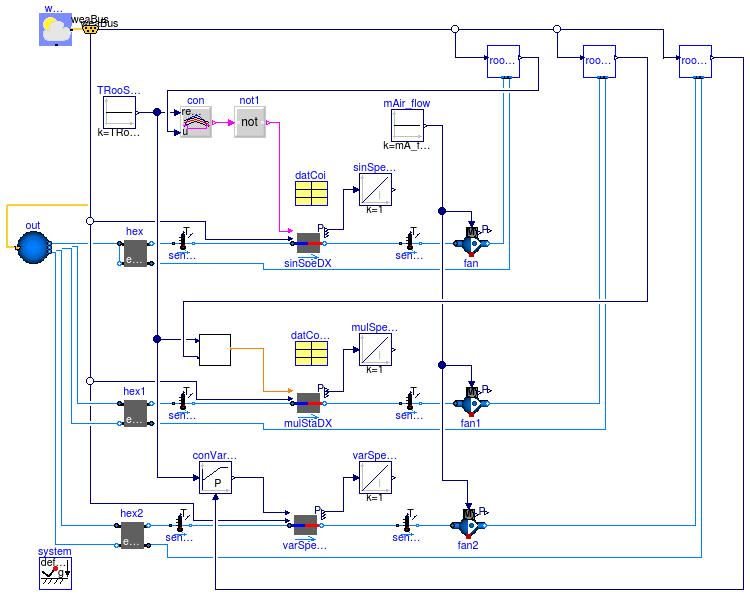 w...
weaBus
weaBus
roo...
roo...
roo...
TRooS...
con
not1
mAir_flow
re...
u
not
k=TRo...
k=mA_f...
sinSpe...
datCoi
k=1
out
hex
T
P
T
M
P
e...
sen...
sinSpeDX
sen...
fan
mulSpe...
datCo...
k=1
hex1
T
P
T
M
P
e...
sen...
mulStaDX
sen...
fan1
conVar...
varSpe...
P
k=1
hex2
T
P
T
M
P
e...
sen...
varSpe...
sen...
fan2
system
def...
g